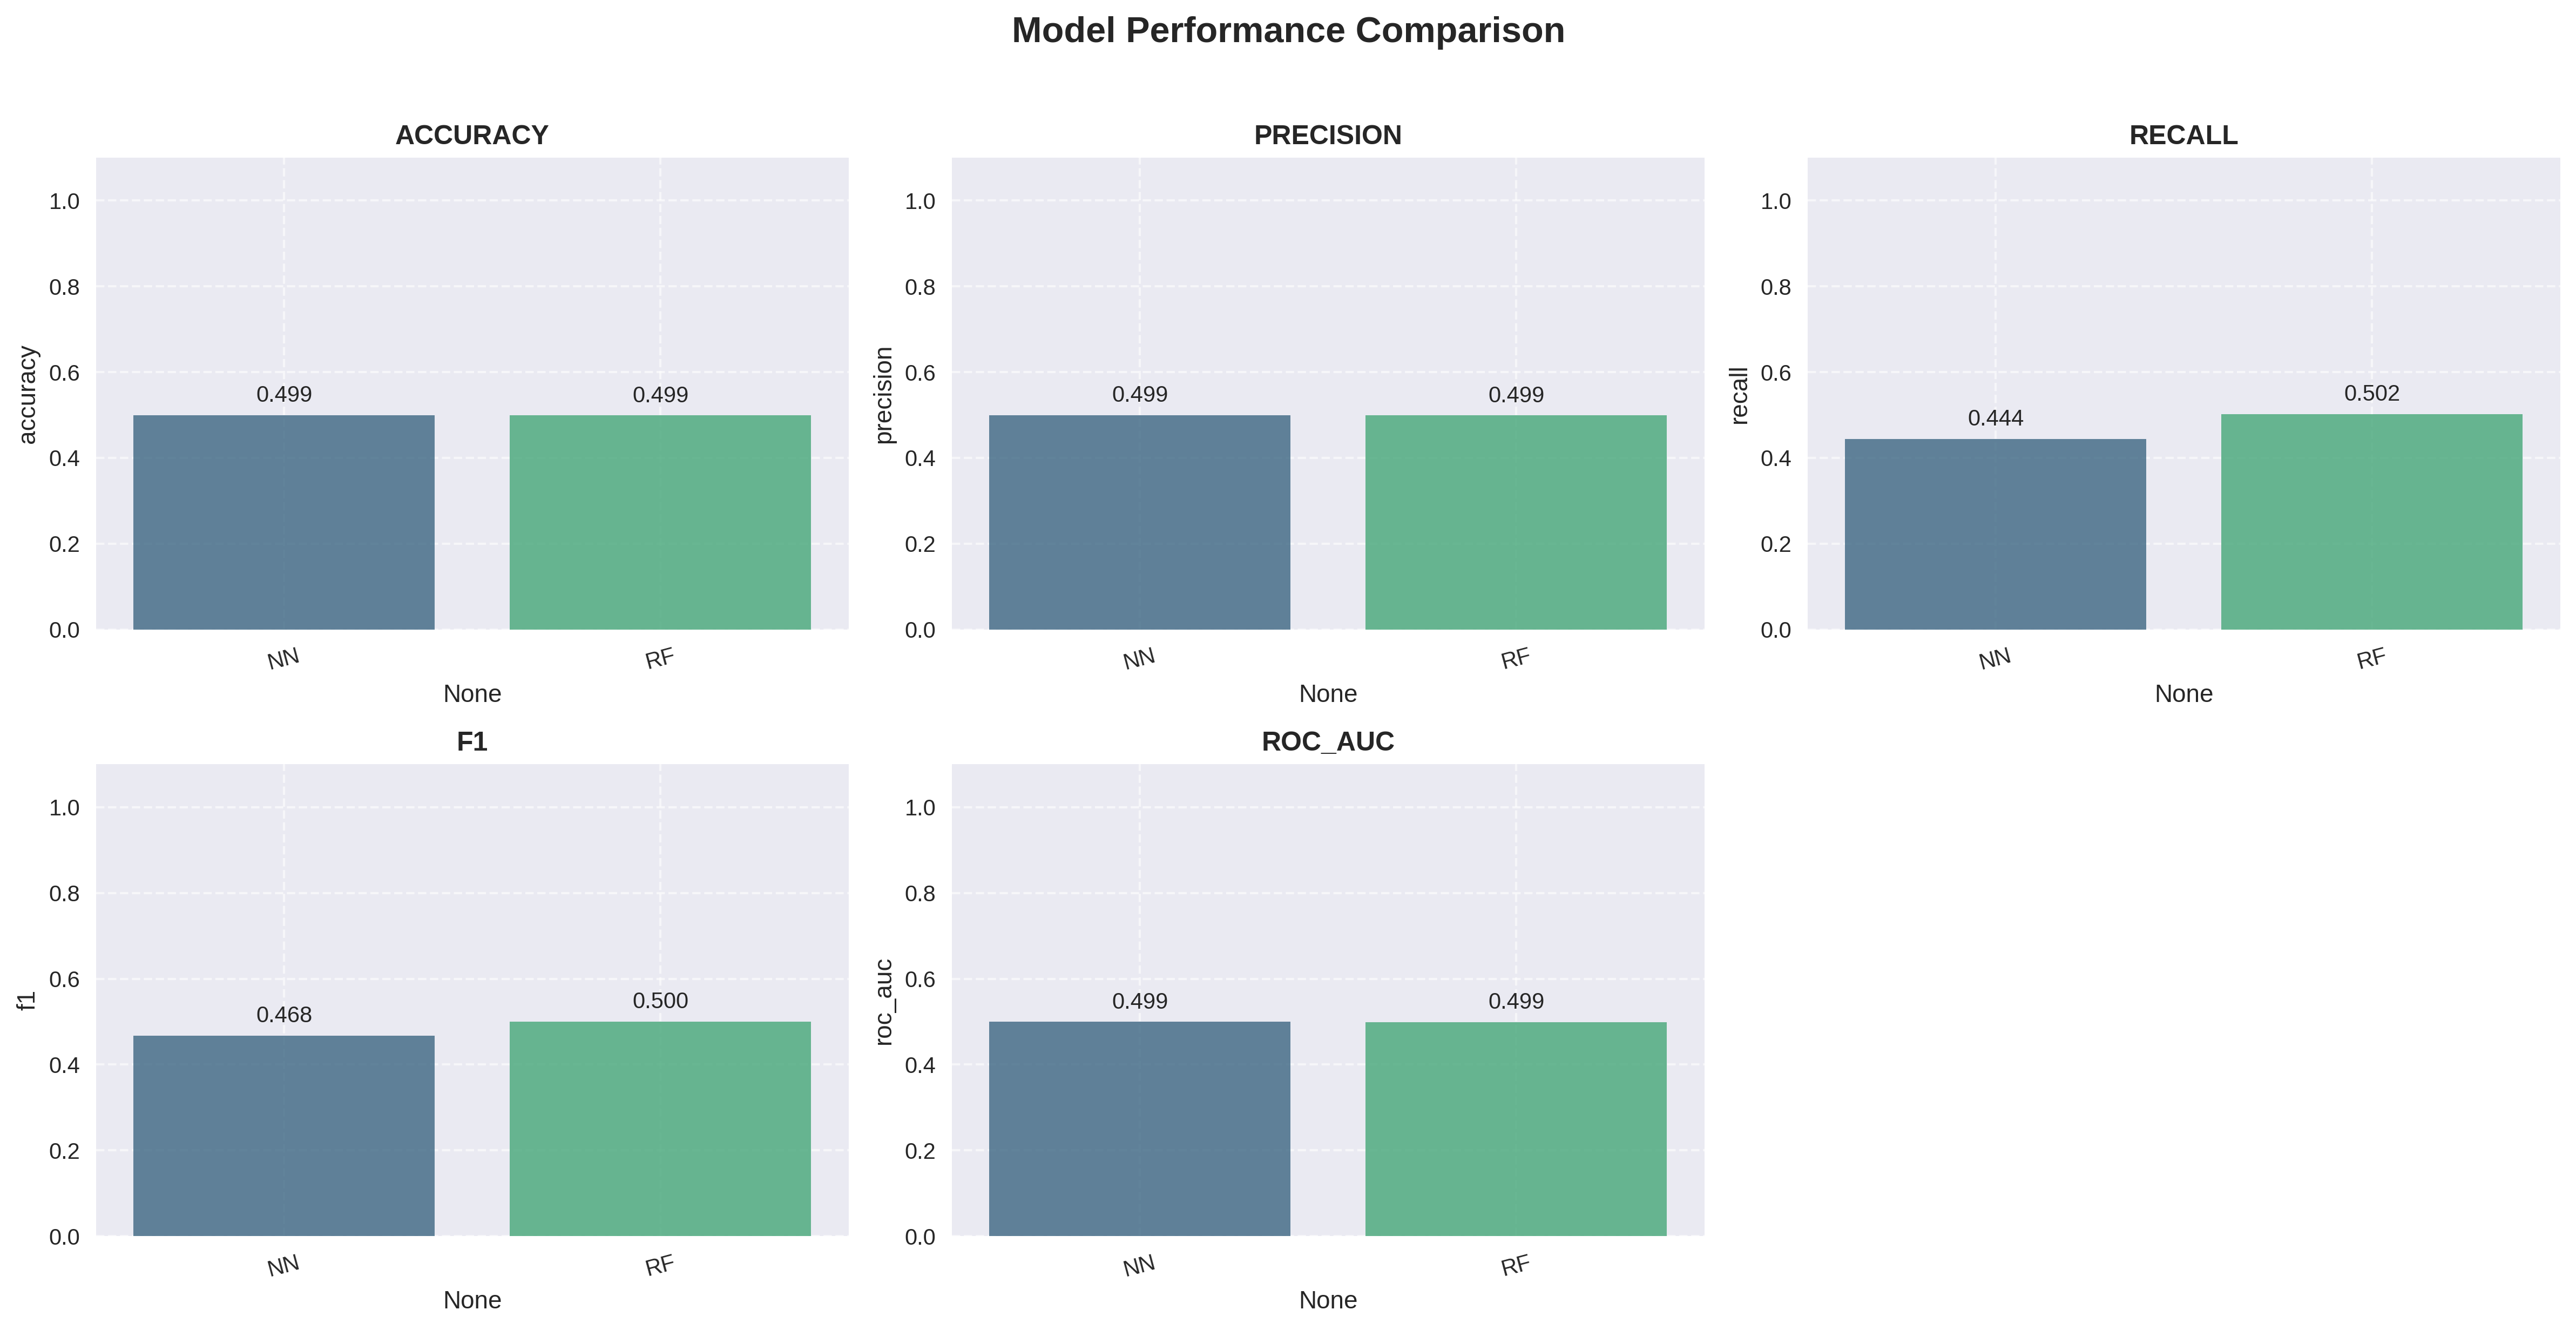 Model Performance Comparison
ACCURACY
accuracy
1.0
0.8
0.6
0.4
0.2
0.0
0.499
0.499
NN
RF
None
PRECISION
precision
1.0
0.8
0.6
0.4
0.2
0.0
0.499
0.499
NN
RF
None
RECALL
recall
1.0
0.8
0.6
0.4
0.2
0.0
0.444
0.502
NN
RF
None
F1
f1
1.0
0.8
0.6
0.4
0.2
0.0
0.468
0.500
NN
RF
None
ROC_AUC
roc_auc
1.0
0.8
0.6
0.4
0.2
0.0
0.499
0.499
NN
RF
None